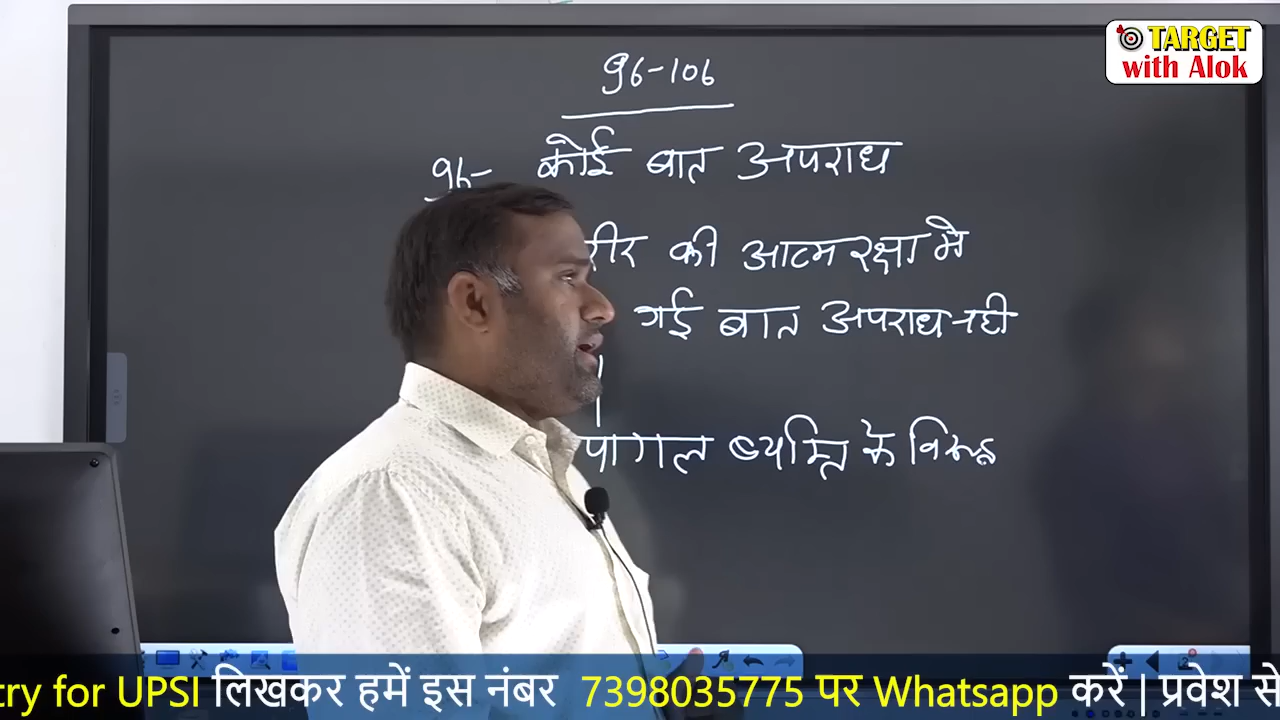 TARGET
with Alok
96-106
96- कोई बात अपराध
की आत्मरक्षा मे
गई बात अपराध नही
पागल व्यक्ति के विरूद्ध
try for UPSI लिखकर हमें इस नंबर 7398035775 पर Whatsapp करें | प्रवेश से